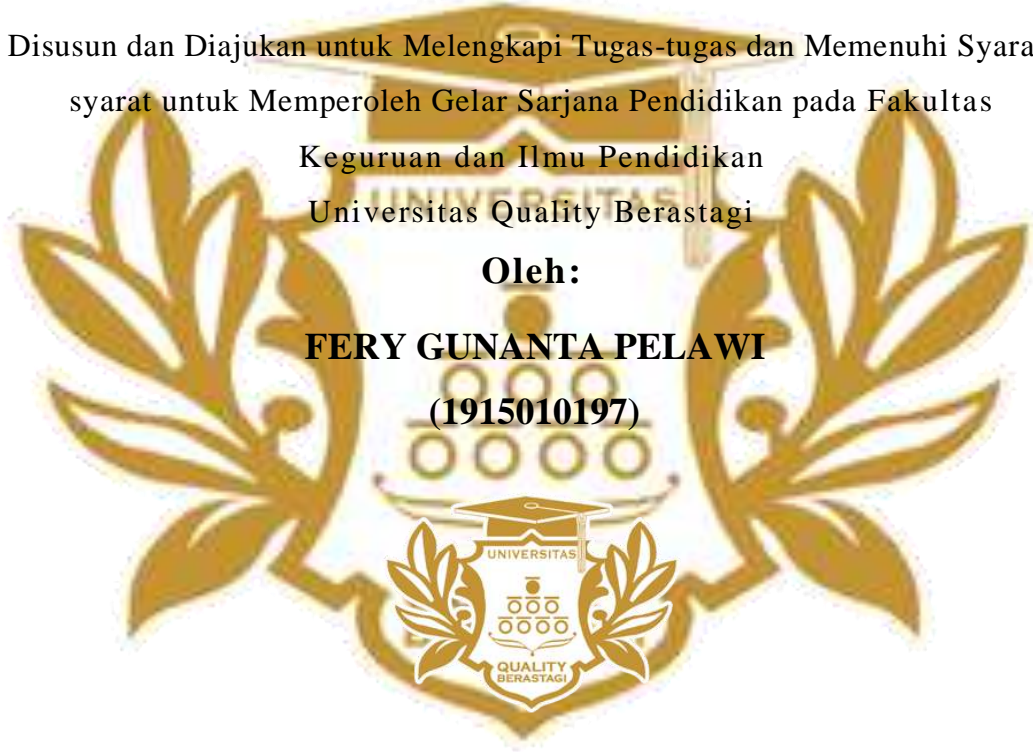 Disusun dan Diajukan untuk Melengkapi Tugas-tugas dan Memenuhi Syara
syarat untuk Memperoleh Gelar Sarjana Pendidikan pada Fakultas
Keguruan dan Ilmu Pendidikan
UNIVERSITAS
Universitas Quality Berastagi
Oleh:
FERY GUNANTA PELAWI
(1915010197)
UNIVERSITAS
QUALITY
BERASTAGI